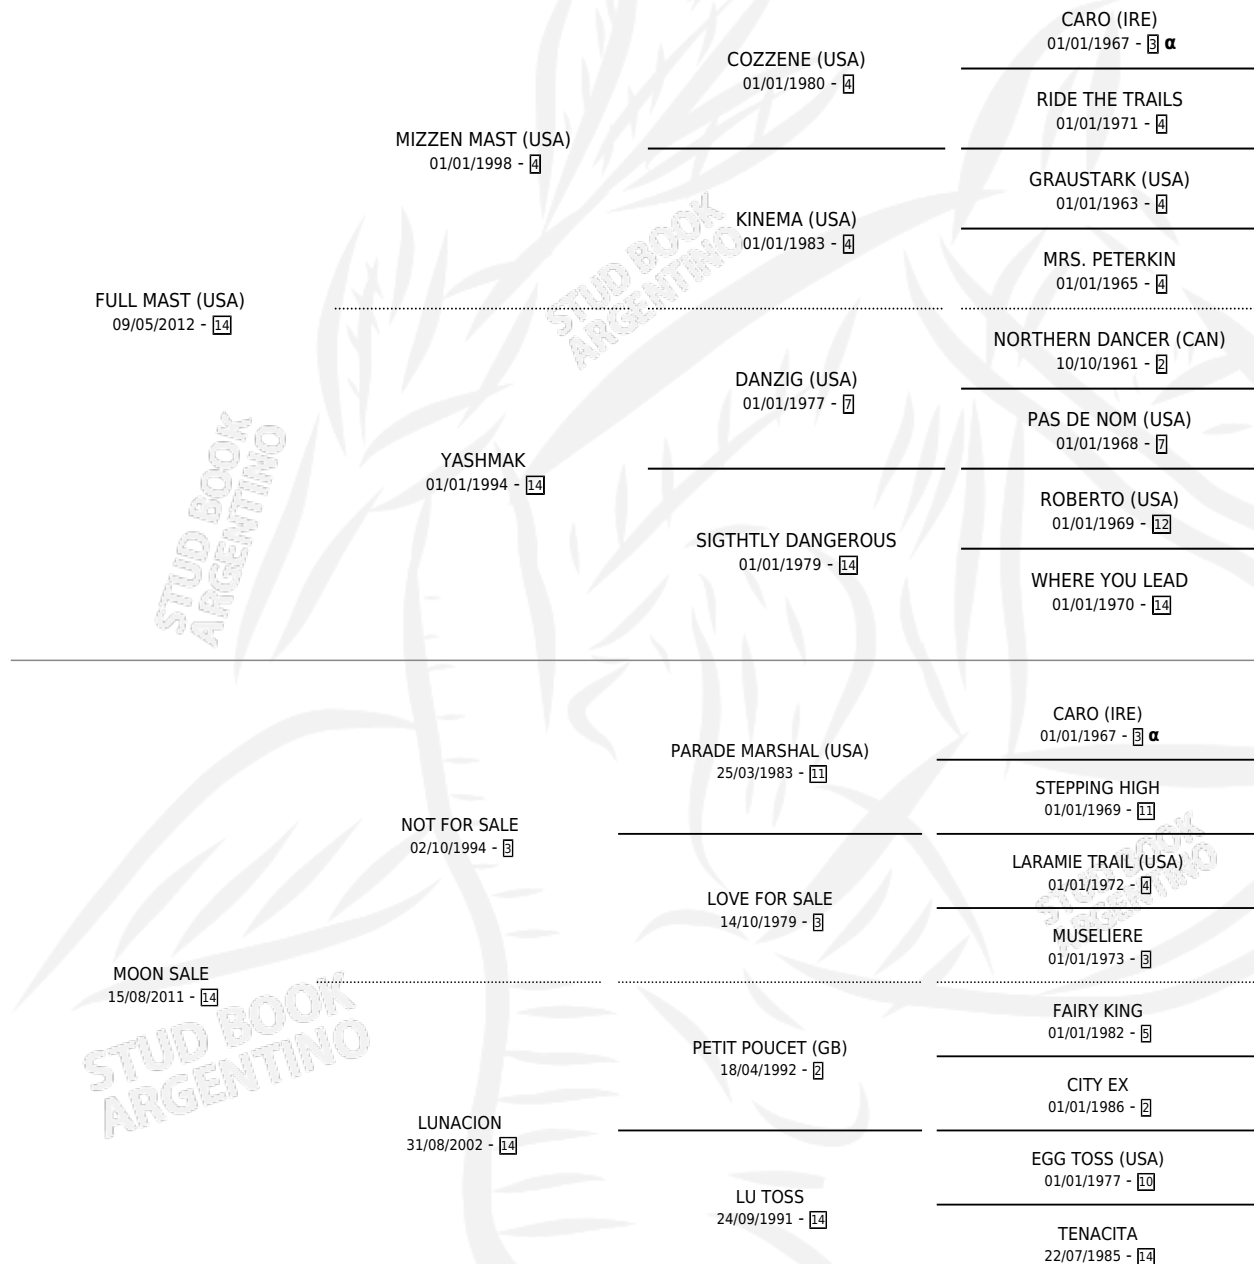 CARO (IRE)
01/01/1967 - 3 α
COZZENE (USA)
01/01/1980 - 4
RIDE THE TRAILS
01/01/1971 - 4
MIZZEN MAST (USA)
01/01/1998 - 4
GRAUSTARK (USA)
01/01/1963 - 4
KINEMA (USA)
01/01/1983 - 4
MRS. PETERKIN
01/01/1965 - 4
FULL MAST (USA)
09/05/2012 - 14
NORTHERN DANCER (CAN)
10/10/1961 - 2
DANZIG (USA)
01/01/1977 - 7
PAS DE NOM (USA)
01/01/1968 - 7
YASHMAK
01/01/1994 - 14
ROBERTO (USA)
01/01/1969 - 12
SIGTHTLY DANGEROUS
01/01/1979 - 14
WHERE YOU LEAD
01/01/1970 - 14
CARO (IRE)
01/01/1967 - 3 α
PARADE MARSHAL (USA)
25/03/1983 - 11
STEPPING HIGH
01/01/1969 - 11
NOT FOR SALE
02/10/1994 - 3
LARAMIE TRAIL (USA)
01/01/1972 - 4
LOVE FOR SALE
14/10/1979 - 3
MUSELIERE
01/01/1973 - 3
MOON SALE
15/08/2011 - 14
FAIRY KING
01/01/1982 - 5
PETIT POUCET (GB)
18/04/1992 - 2
CITY EX
01/01/1986 - 2
LUNACION
31/08/2002 - 14
EGG TOSS (USA)
01/01/1977 - 10
LU TOSS
24/09/1991 - 14
TENACITA
22/07/1985 - 14
STUD BOOK
ARGENTINO
STUD BOOK
ARGENTINO
STUD BOOK
ARGENTINO
STUD BOOK
ARGENTINO